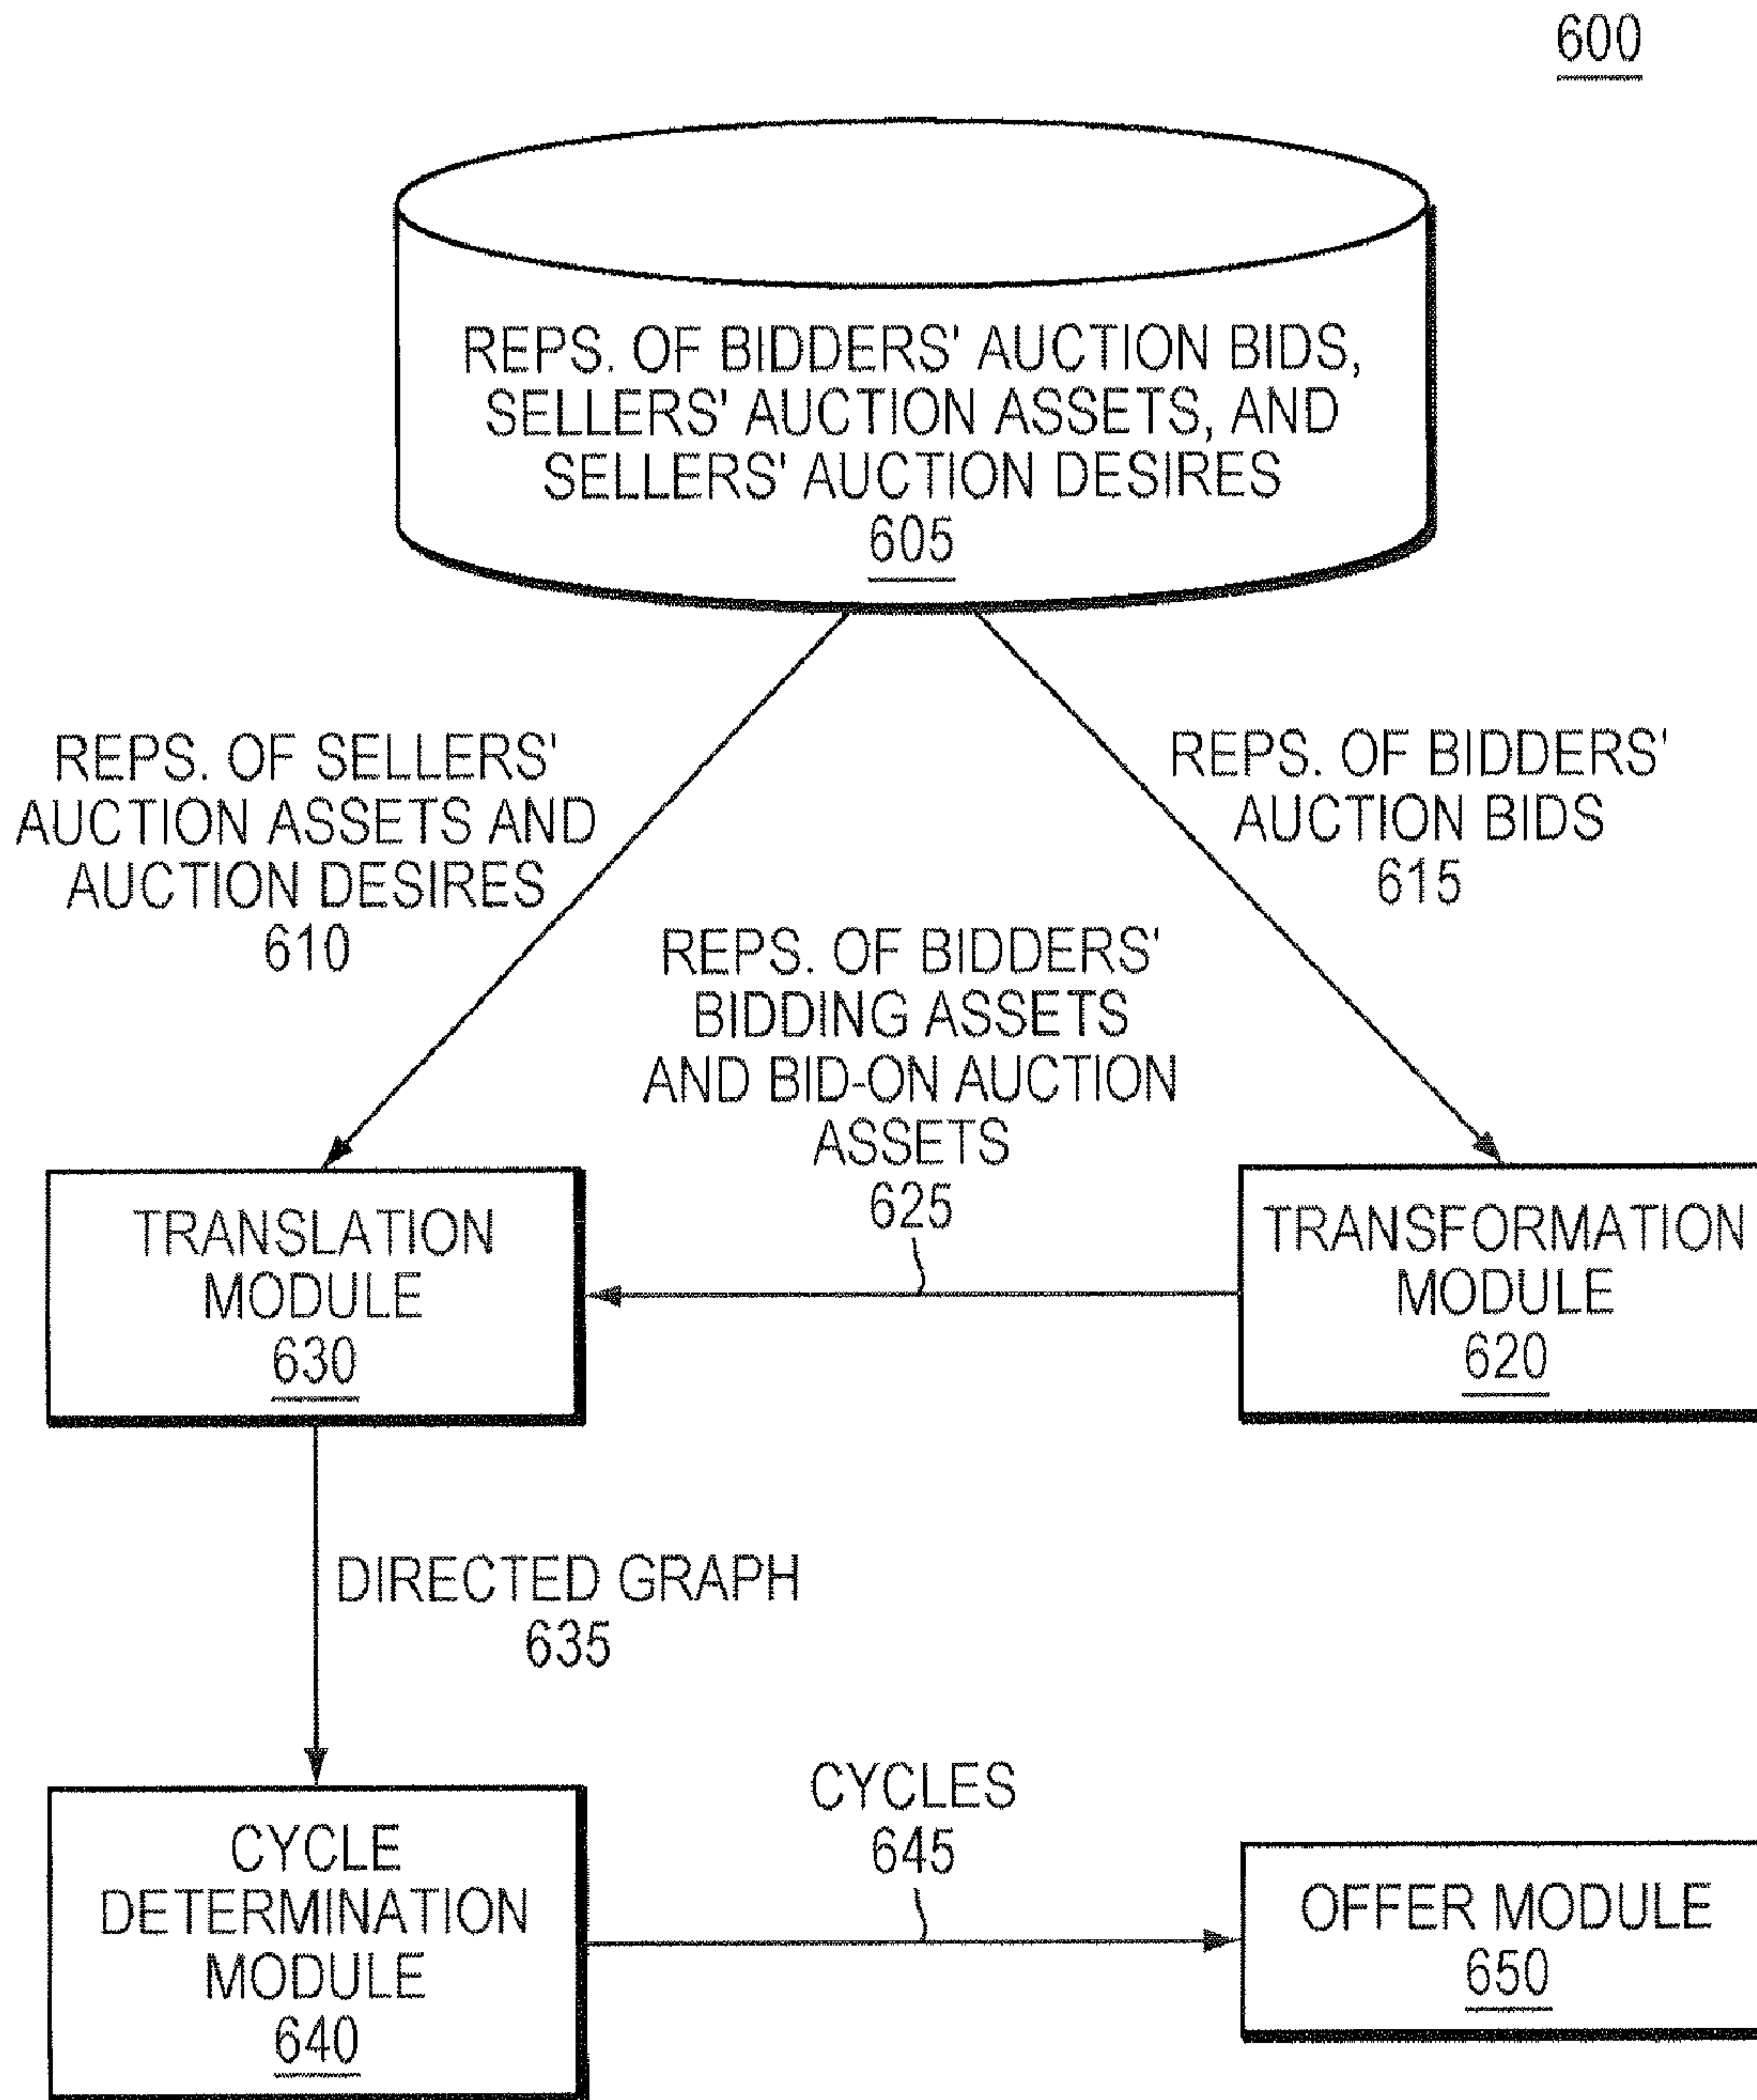 600
REPS. OF BIDDERS' AUCTION BIDS,
SELLERS' AUCTION ASSETS, AND
SELLERS' AUCTION DESIRES
605
REPS. OF SELLERS'
AUCTION ASSETS AND
AUCTION DESIRES
610
REPS. OF BIDDERS'
AUCTION BIDS
615
REPS. OF BIDDERS'
BIDDING ASSETS
AND BID-ON AUCTION
ASSETS
625
TRANSLATION
MODULE
630
TRANSFORMATION
MODULE
620
DIRECTED GRAPH
635
CYCLE
DETERMINATION
MODULE
640
CYCLES
645
OFFER MODULE
650